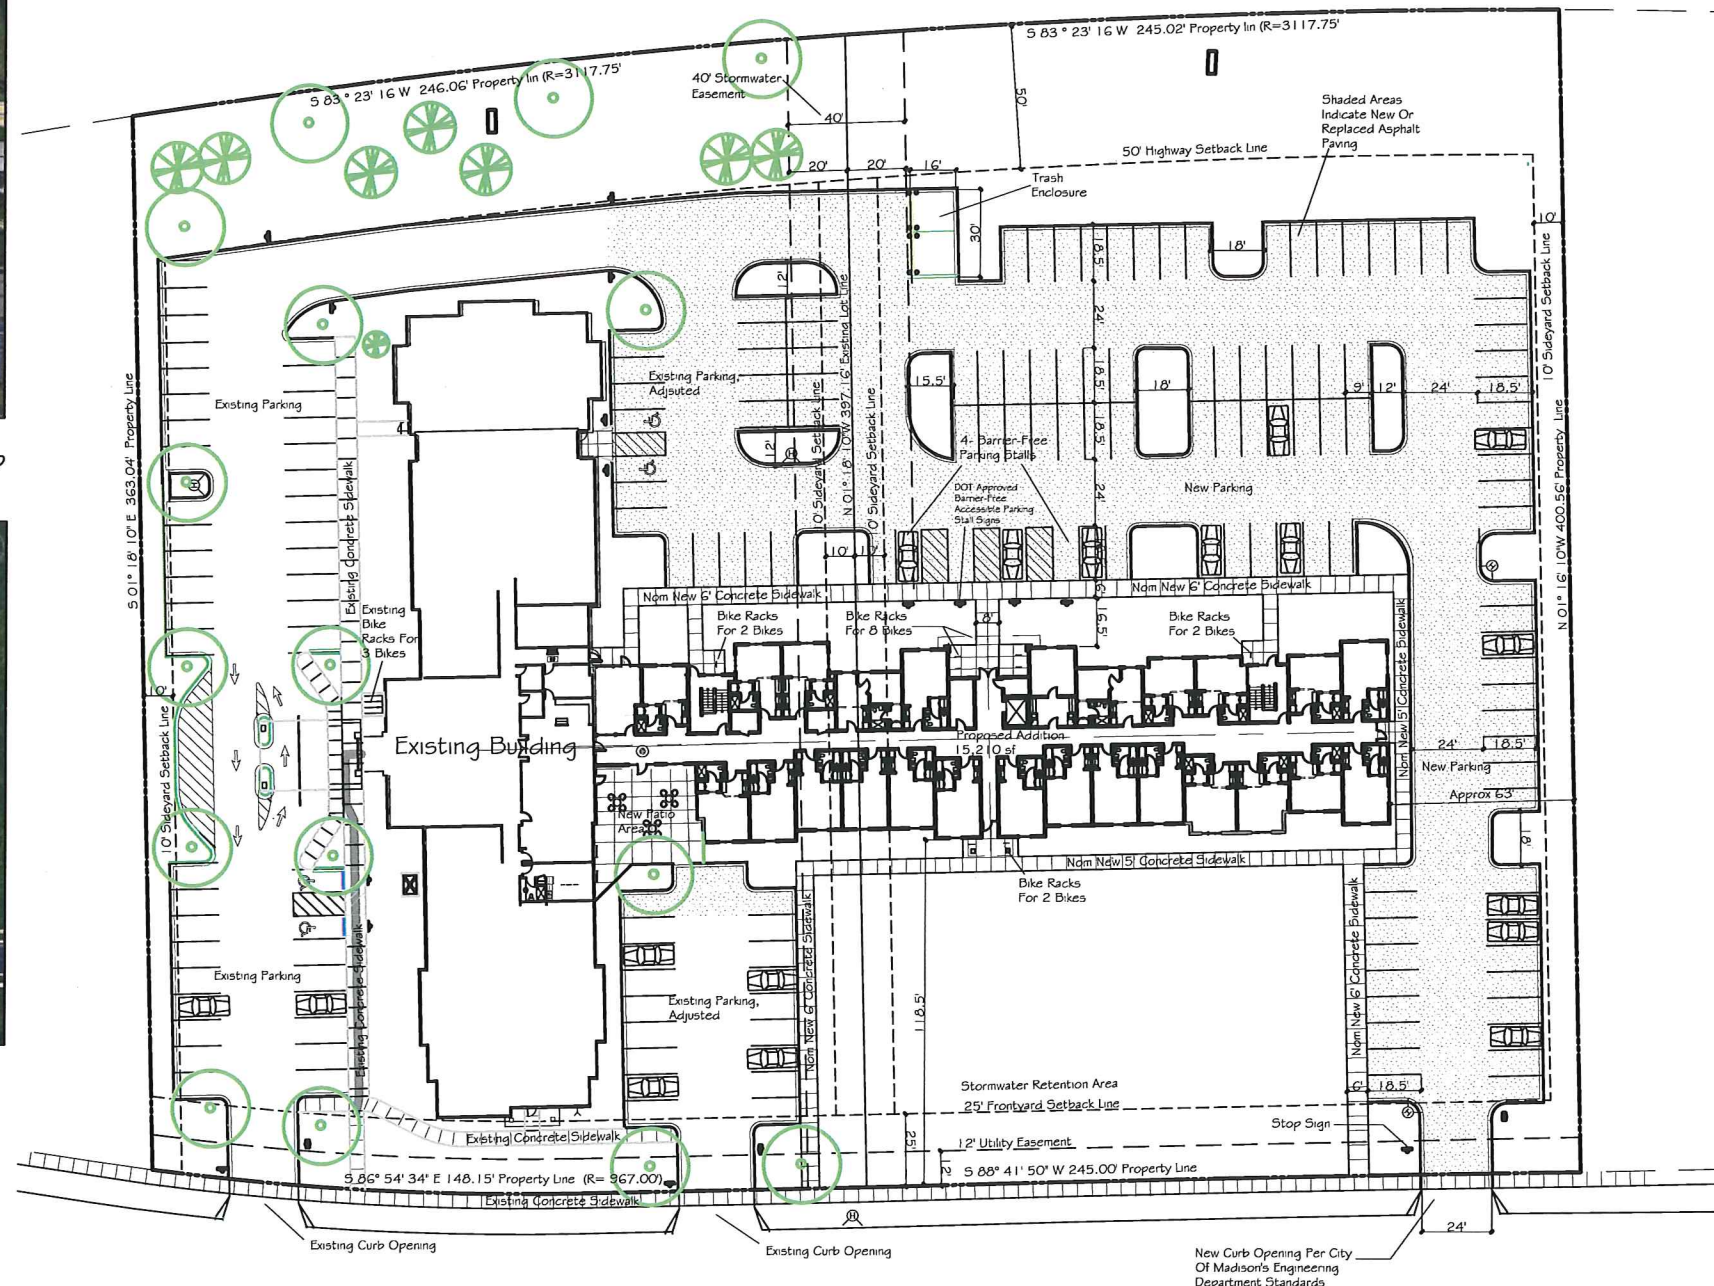 S 83 ° 23' 16 W 245.02' Property lin (R=3117.75'
S 83 ° 23' 16 W 246.06' Property lin (R=3117.75'
40' Stormwater
Easement
40'
50'
Shaded Areas
Indicate New Or
Replaced Asphalt
Paving
50' Highway Setback Line
20'
20'
16'
Trash
Enclosure
30'
10'
18.5'
18'
12'
24'
10' Sideyard Setback Line
N 01° 18' 10"W 397.16' Existing Lot Line
S 01° 18' 10" E 363.04' Property Line
Existing Parking
Existing Parking,
Adjsuted
15.5'
18.5'
18'
9'
12'
24'
18.5'
10' Sideyard Setback Line
10' Sideyard Setback Line
12'
18.5'
4- Barrier-Free
Parking Stalls
DOT Approved
Barrier-Free
Accessible Parking
Stall Signs
24'
New Parking
N 01° 16' 10"W 400.56' Property Line
H
H
Existing Concrete Sidewalk
10'
10'
Nom New 6' Concrete Sidewalk
6'
Nom New 6' Concrete Sidewalk
Existing
Bike
Racks For
3 Bikes
Bike Racks
For 2 Bikes
Bike Racks
For 8 Bikes
8'
16.5'
Bike Racks
For 2 Bikes
Nom New 5' Concrete Sidewalk
10'
10' Sideyard Setback Line
Existing Building
Proposed Addition
15,210 sf
24'
18.5'
New Parking
Approx 63'
New Patio
Area
18'
Nom New 5' Concrete Sidewalk
Bike Racks
For 2 Bikes
Existing Parking
Existing Concrete Sidewalk
Existing Parking,
Adjusted
Nom New 6' Concrete Sidewalk
118.5'
Nom New 6' Concrete Sidewalk
Stormwater Retention Area
25' Frontyard Setback Line
6'
18.5'
Stop Sign
Existing Concrete Sidewalk
25'
12' Utility Easement
12'
S 88° 41' 50" W 245.00' Property Line
S 86° 54' 34" E 148.15' Property Line (R= 967.00')
Existing Concrete Sidewalk
H
24'
Existing Curb Opening
Existing Curb Opening
New Curb Opening Per City
Of Madison's Engineering
Department Standards